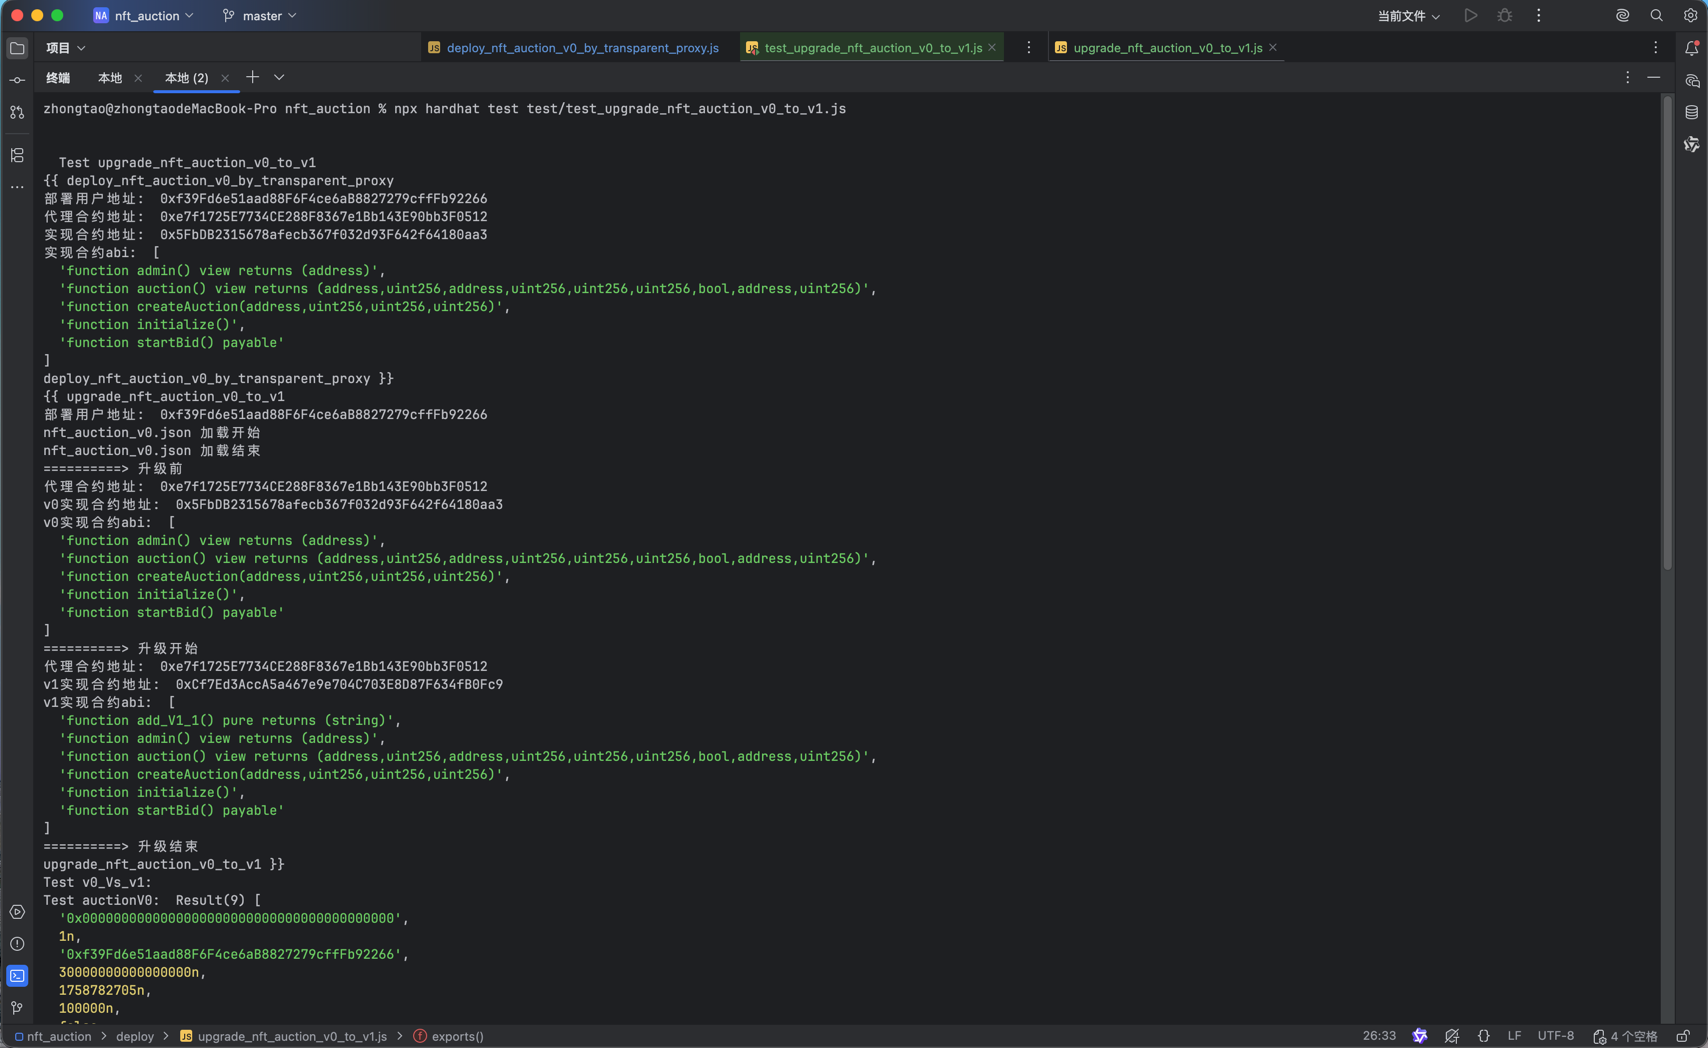 NA nft_auction master 当前文件
项目 deploy_nft_auction_v0_by_transparent_proxy.js test_upgrade_nft_auction_v0_to_v1.js upgrade_nft_auction_v0_to_v1.js
终端 本地 本地 (2)
zhongtao@zhongtaodeMacBook-Pro nft_auction % npx hardhat test test/test_upgrade_nft_auction_v0_to_v1.js
Test upgrade_nft_auction_v0_to_v1
{{ deploy_nft_auction_v0_by_transparent_proxy
部署用户地址: 0xf39Fd6e51aad88F6F4ce6aB8827279cffFb92266
代理合约地址: 0xe7f1725E7734CE288F8367e1Bb143E90bb3F0512
实现合约地址: 0x5FbDB2315678afecb367f032d93F642f64180aa3
实现合约abi: [
'function admin() view returns (address)',
'function auction() view returns (address,uint256,address,uint256,uint256,uint256,bool,address,uint256)',
'function createAuction(address,uint256,uint256,uint256)',
'function initialize()',
'function startBid() payable'
]
deploy_nft_auction_v0_by_transparent_proxy }}
{{ upgrade_nft_auction_v0_to_v1
部署用户地址: 0xf39Fd6e51aad88F6F4ce6aB8827279cffFb92266
nft_auction_v0.json 加载开始
nft_auction_v0.json 加载结束
==========> 升级前
代理合约地址: 0xe7f1725E7734CE288F8367e1Bb143E90bb3F0512
v0实现合约地址: 0x5FbDB2315678afecb367f032d93F642f64180aa3
v0实现合约abi: [
'function admin() view returns (address)',
'function auction() view returns (address,uint256,address,uint256,uint256,uint256,bool,address,uint256)',
'function createAuction(address,uint256,uint256,uint256)',
'function initialize()',
'function startBid() payable'
]
==========> 升级开始
代理合约地址: 0xe7f1725E7734CE288F8367e1Bb143E90bb3F0512
v1实现合约地址: 0xCf7Ed3AccA5a467e9e704C703E8D87F634fB0Fc9
v1实现合约abi: [
'function add_V1_1() pure returns (string)',
'function admin() view returns (address)',
'function auction() view returns (address,uint256,address,uint256,uint256,uint256,bool,address,uint256)',
'function createAuction(address,uint256,uint256,uint256)',
'function initialize()',
'function startBid() payable'
]
==========> 升级结束
upgrade_nft_auction_v0_to_v1 }}
Test v0_Vs_v1:
Test auctionV0: Result(9) [
'0x0000000000000000000000000000000000000000',
1n,
'0xf39Fd6e51aad88F6F4ce6aB8827279cffFb92266',
30000000000000000n,
1758782705n,
100000n,
nft_auction > deploy > upgrade_nft_auction_v0_to_v1.js > exports() 26:33 LF UTF-8 4 个空格